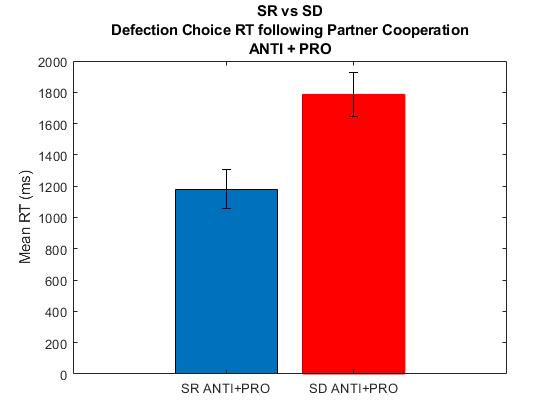 SR vs SD
Defection Choice RT following Partner Cooperation
ANTI + PRO
2000
1800
1600
1400
1200
1000
800
600
400
200
0
Mean RT (ms)
SR ANTI+PRO SD ANTI+PRO